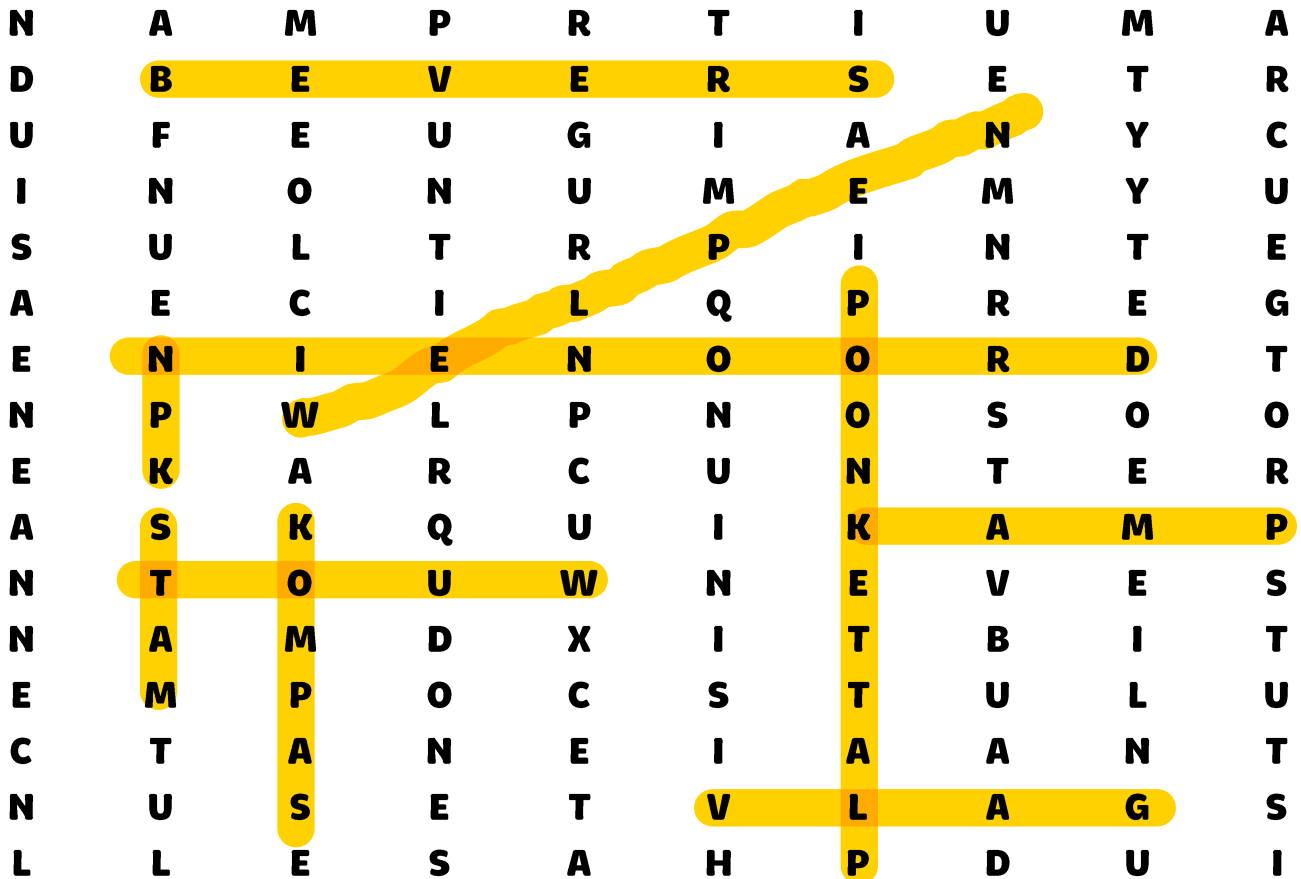 N A M P R T I U M A
D B E V E R S E T R
U F E U G I A N Y C
I N O N U M E M Y U
S U L T R P I N T E
A E C I L Q P R E G
E N I E N O O R D T
N P W L P N O S O O
E K A R C U N T E R
A S K Q U I K A M P
N T O U W N E V E S
N A M D X I T B I T
E M P O C S T U L U
C T A N E I A A N T
N U S E T V L A G S
L L E S A H P D U I